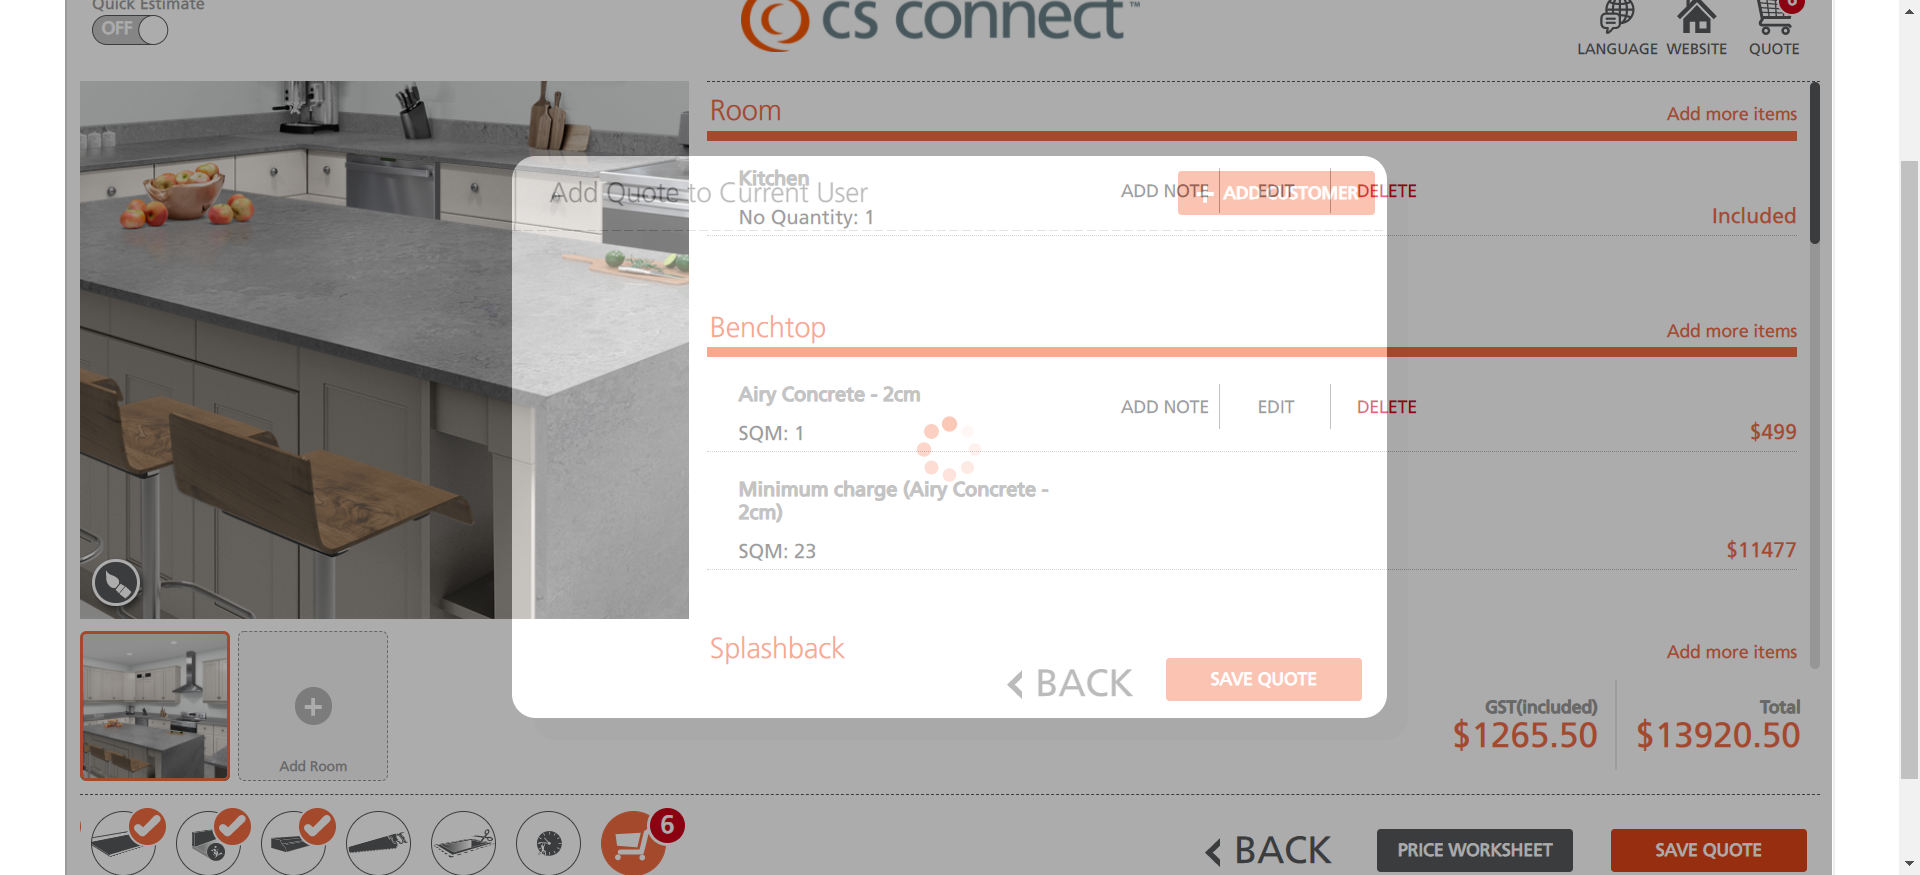 Quick Estimate
OFF
cs connect™
LANGUAGE
WEBSITE
QUOTE
Room
Add more items
Kitchen
Add Quote to Current User
ADD NOTE
EDIT
ADD CUSTOMER
DELETE
No Quantity: 1
Included
Benchtop
Add more items
Airy Concrete - 2cm
ADD NOTE
EDIT
DELETE
SQM: 1
$499
Minimum charge (Airy Concrete -
2cm)
SQM: 23
$11477
Splashback
Add more items
BACK
SAVE QUOTE
GST(included)
$1265.50
Total
$13920.50
Add Room
6
BACK
PRICE WORKSHEET
SAVE QUOTE